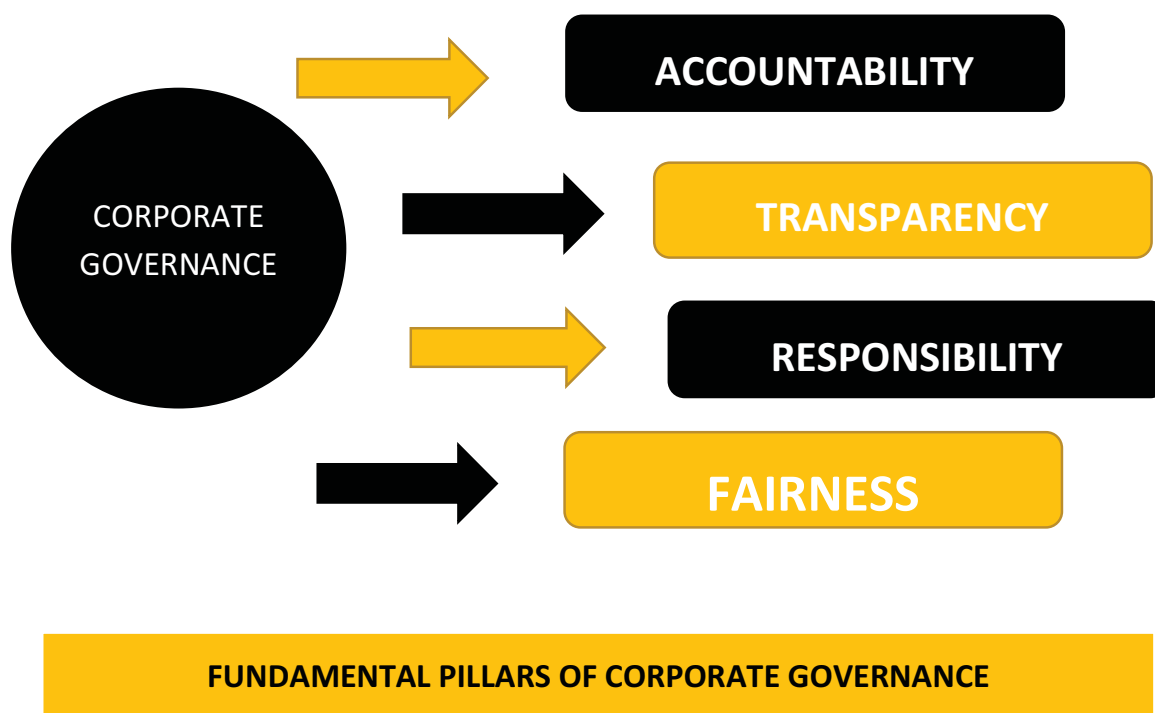 ACCOUNTABILITY
CORPORATE
GOVERNANCE
TRANSPARENCY
RESPONSIBILITY
FAIRNESS
FUNDAMENTAL PILLARS OF CORPORATE GOVERNANCE